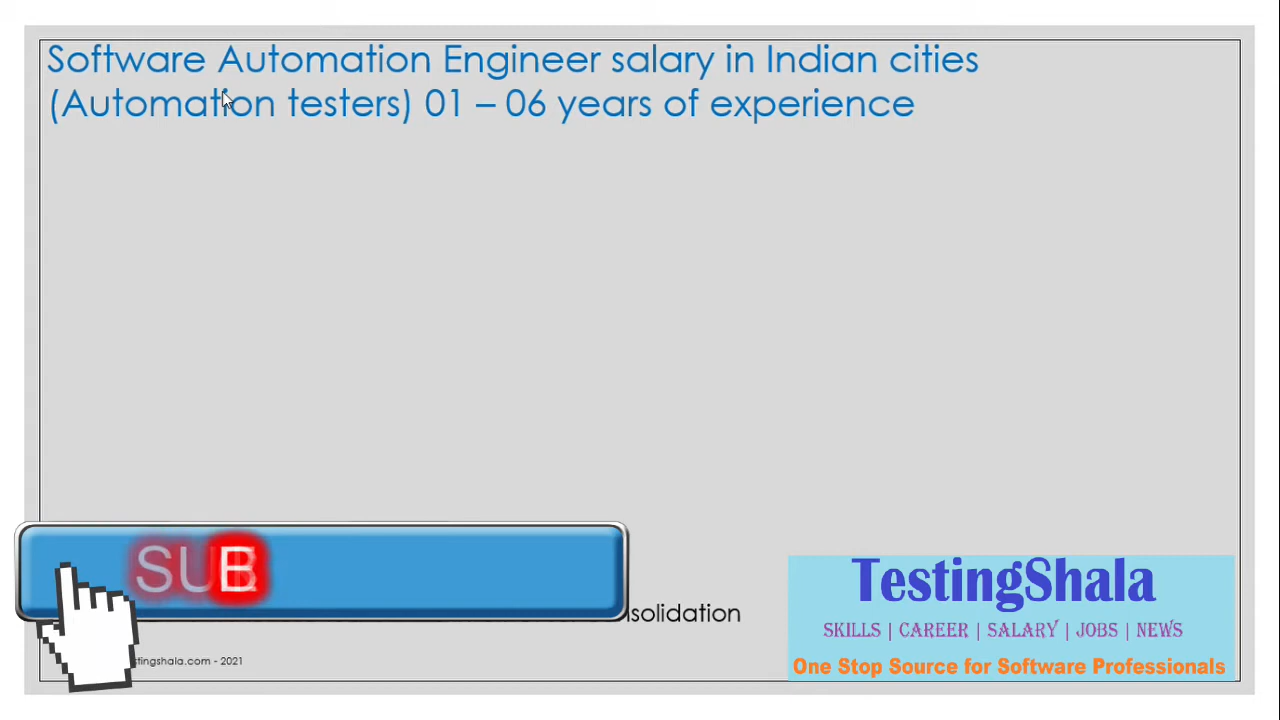 Software Automation Engineer salary in Indian cities
(Automation testers) 01 – 06 years of experience
SUB
solidation
tingshala.com - 2021
TestingShala
SKILLS | CAREER | SALARY | JOBS | NEWS
One Stop Source for Software Professionals